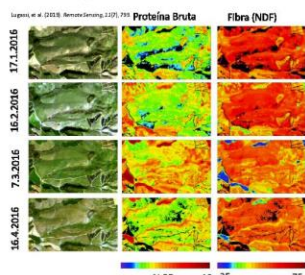 Lugassi, et al. (2019). Remote Sensing, 11(7), 799.
Proteína Bruta
Fibra (NDF)
17.1.2016
16.2.2016
7.3.2016
16.4.2016